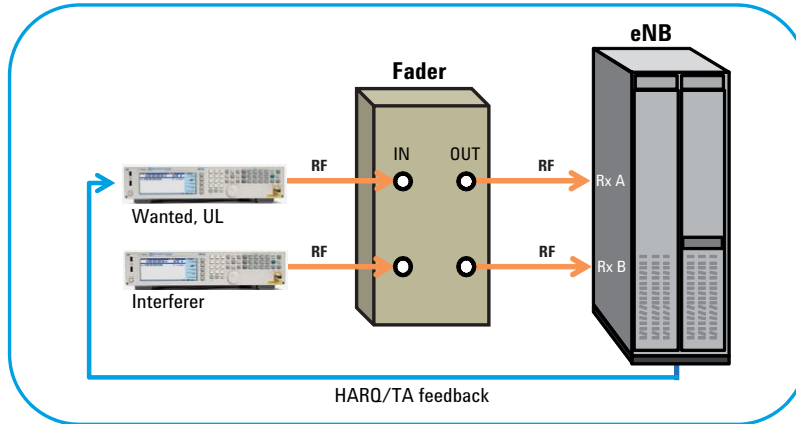 eNB
Fader
IN OUT
RF RF
Rx A
Wanted, UL
RF RF
Rx B
Interferer
HARQ/TA feedback